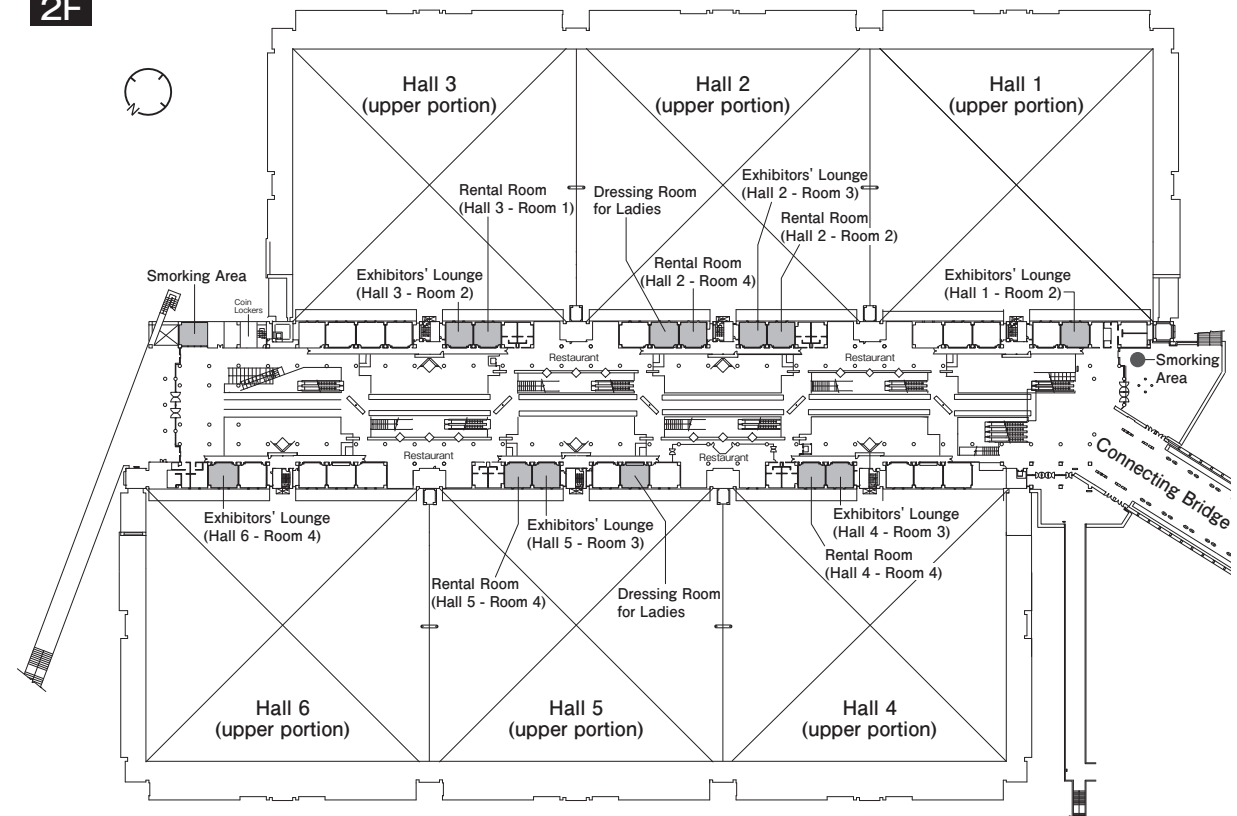 2F
N
Hall 3
(upper portion)
Hall 2
(upper portion)
Hall 1
(upper portion)
Rental Room
(Hall 3 - Room 1)
Dressing Room
for Ladies
Exhibitors' Lounge
(Hall 2 - Room 3)
Rental Room
(Hall 2 - Room 2)
Rental Room
(Hall 2 - Room 4)
Smorking Area
Coin
Lockers
Exhibitors' Lounge
(Hall 3 - Room 2)
Exhibitors' Lounge
(Hall 1 - Room 2)
Restaurant
Restaurant
Smorking
Area
Restaurant
Restaurant
Connecting Bridge
Exhibitors' Lounge
(Hall 6 - Room 4)
Exhibitors' Lounge
(Hall 5 - Room 3)
Exhibitors' Lounge
(Hall 4 - Room 3)
Rental Room
(Hall 4 - Room 4)
Rental Room
(Hall 5 - Room 4)
Dressing Room
for Ladies
Hall 6
(upper portion)
Hall 5
(upper portion)
Hall 4
(upper portion)